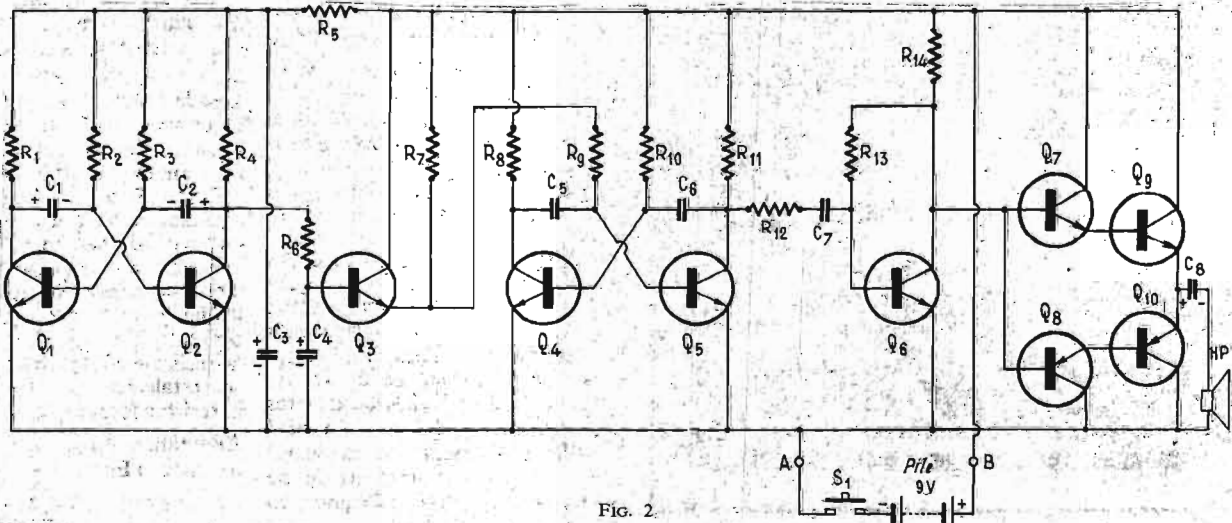 R5
R14
R1
R2
R3
R4
R7
R8
R9
R10
R11
R13
Q7
Q9
C1
+ -
C2
- +
C5
C6
R12
C7
R6
C8
+ -
Q1
Q2
C3
+
-
C4
+
-
Q3
Q4
Q5
Q6
Q8
Q10
HP
A
S1
Pile
9V
- +
B
FIG. 2